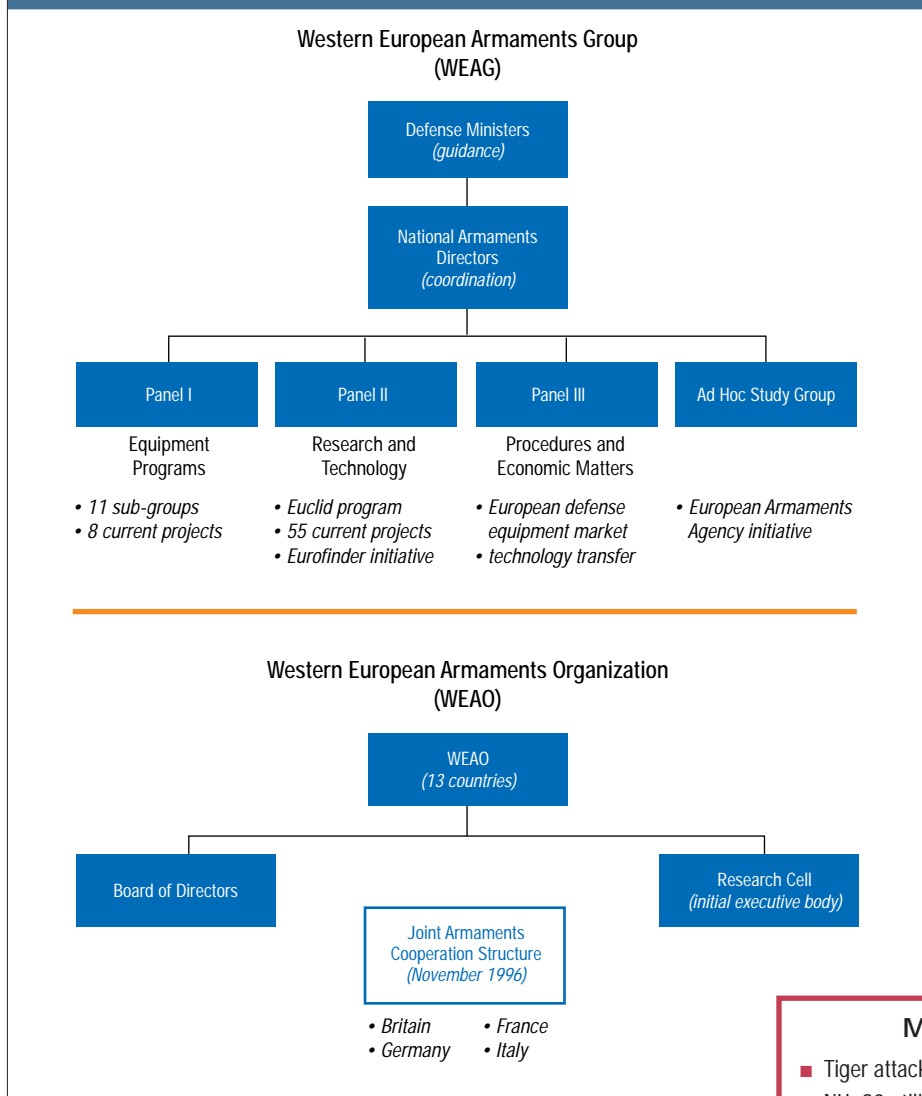 Western European Armaments Group
(WEAG)
Defense Ministers
(guidance)
National Armaments
Directors
(coordination)
Panel I
Panel II
Panel III
Ad Hoc Study Group
Equipment
Programs
Research and
Technology
Procedures and
Economic Matters
• 11 sub-groups
• 8 current projects
• Euclid program
• 55 current projects
• Eurofinder initiative
• European defense
equipment market
• technology transfer
• European Armaments
Agency initiative
Western European Armaments Organization
(WEAO)
WEAO
(13 countries)
Board of Directors
Research Cell
(initial executive body)
Joint Armaments
Cooperation Structure
(November 1996)
• Britain • France
• Germany • Italy
M
■ Tiger attack